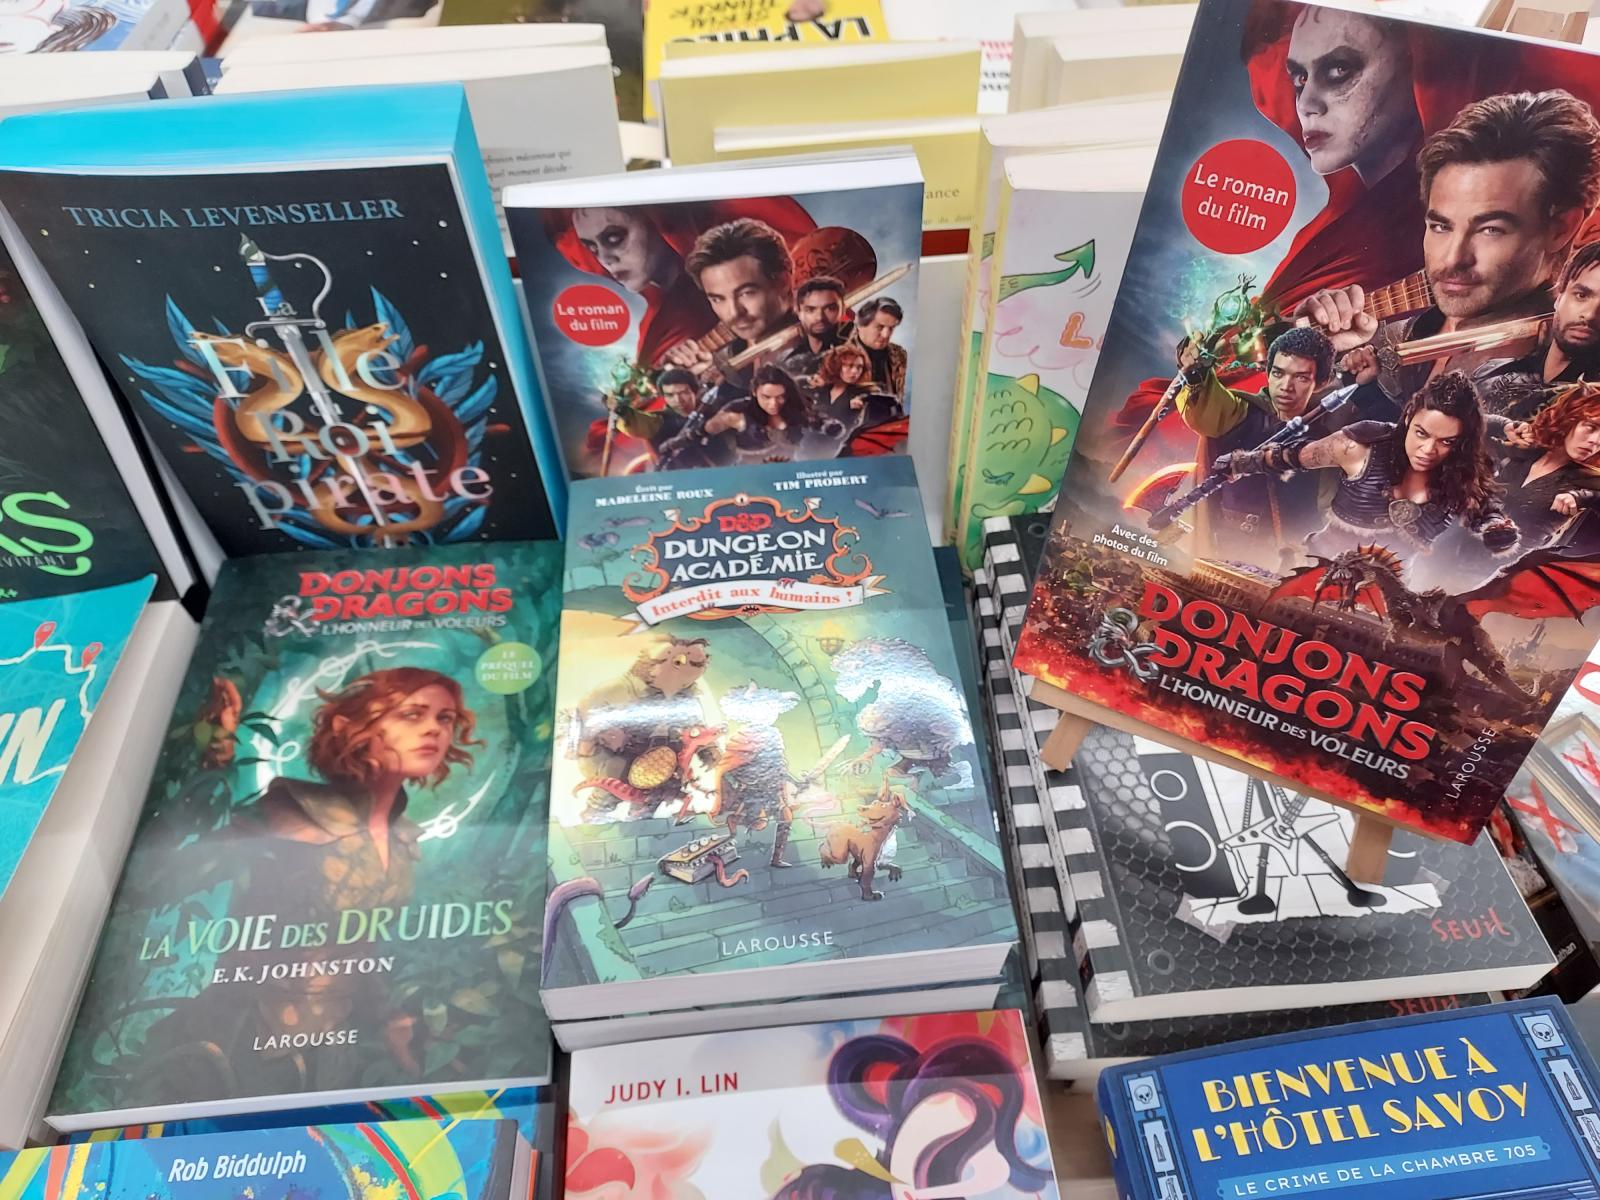 LA PHILO
TRICIA LEVENSELLER
La
Fille
du
Roi
pirate
Le roman
du film
Le roman
du film
Avec des
photos du film
DONJONS
& DRAGONS
L'HONNEUR DES VOLEURS
LAROUSSE
Écrit par
MADELEINE ROUX
Illustré par
TIM PROBERT
D&D
DUNGEON
ACADÉMIE
Interdit aux humains !
LAROUSSE
DONJONS
& DRAGONS
L'HONNEUR DES VOLEURS
LE
PRÉQUEL
DU FILM
LA VOIE DES DRUIDES
E. K. JOHNSTON
LAROUSSE
SEUIL
SEUIL
JUDY I. LIN
Rob Biddulph
BIENVENUE À
L'HÔTEL SAVOY
LE CRIME DE LA CHAMBRE 705